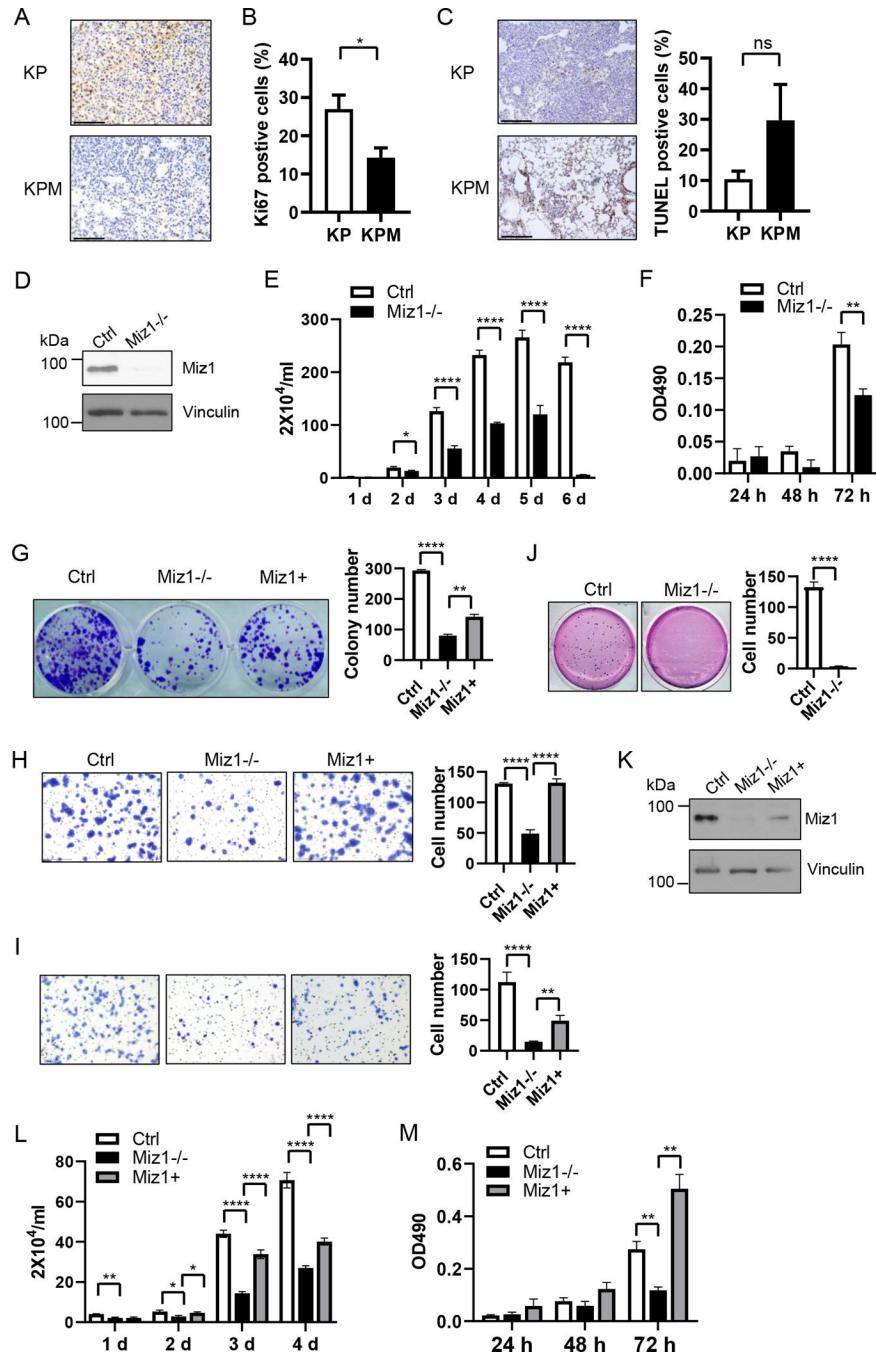 A
KP
KPM
B
Ki67 postive cells (%)
40
30
20
10
0
*
KP KPM
C
KP
KPM
TUNEL postive cells (%)
50
40
30
20
10
0
ns
KP KPM
D
kDa
Ctrl Miz1-/-
100
Miz1
100
Vinculin
E
Ctrl
Miz1-/-
2X10⁴/ml
300
200
100
0
* **** **** **** ****
1 d 2 d 3 d 4 d 5 d 6 d
F
Ctrl
Miz1-/-
OD490
0.25
0.20
0.15
0.10
0.05
0.00
**
24 h 48 h 72 h
G
Ctrl Miz1-/- Miz1+
Colony number
300
200
100
0
**** **
Ctrl Miz1-/- Miz1+
J
Ctrl Miz1-/-
Cell number
150
100
50
0
****
Ctrl Miz1-/-
H
Ctrl Miz1-/- Miz1+
Cell number
150
100
50
0
**** ****
Ctrl Miz1-/- Miz1+
K
kDa
Ctrl Miz1-/- Miz1+
100
Miz1
100
Vinculin
I
Cell number
150
100
50
0
**** **
Ctrl Miz1-/- Miz1+
L
Ctrl
Miz1-/-
Miz1+
2X10⁴/ml
80
60
40
20
0
** * * **** **** **** ****
1 d 2 d 3 d 4 d
M
Ctrl
Miz1-/-
Miz1+
OD490
0.6
0.4
0.2
0.0
** **
24 h 48 h 72 h